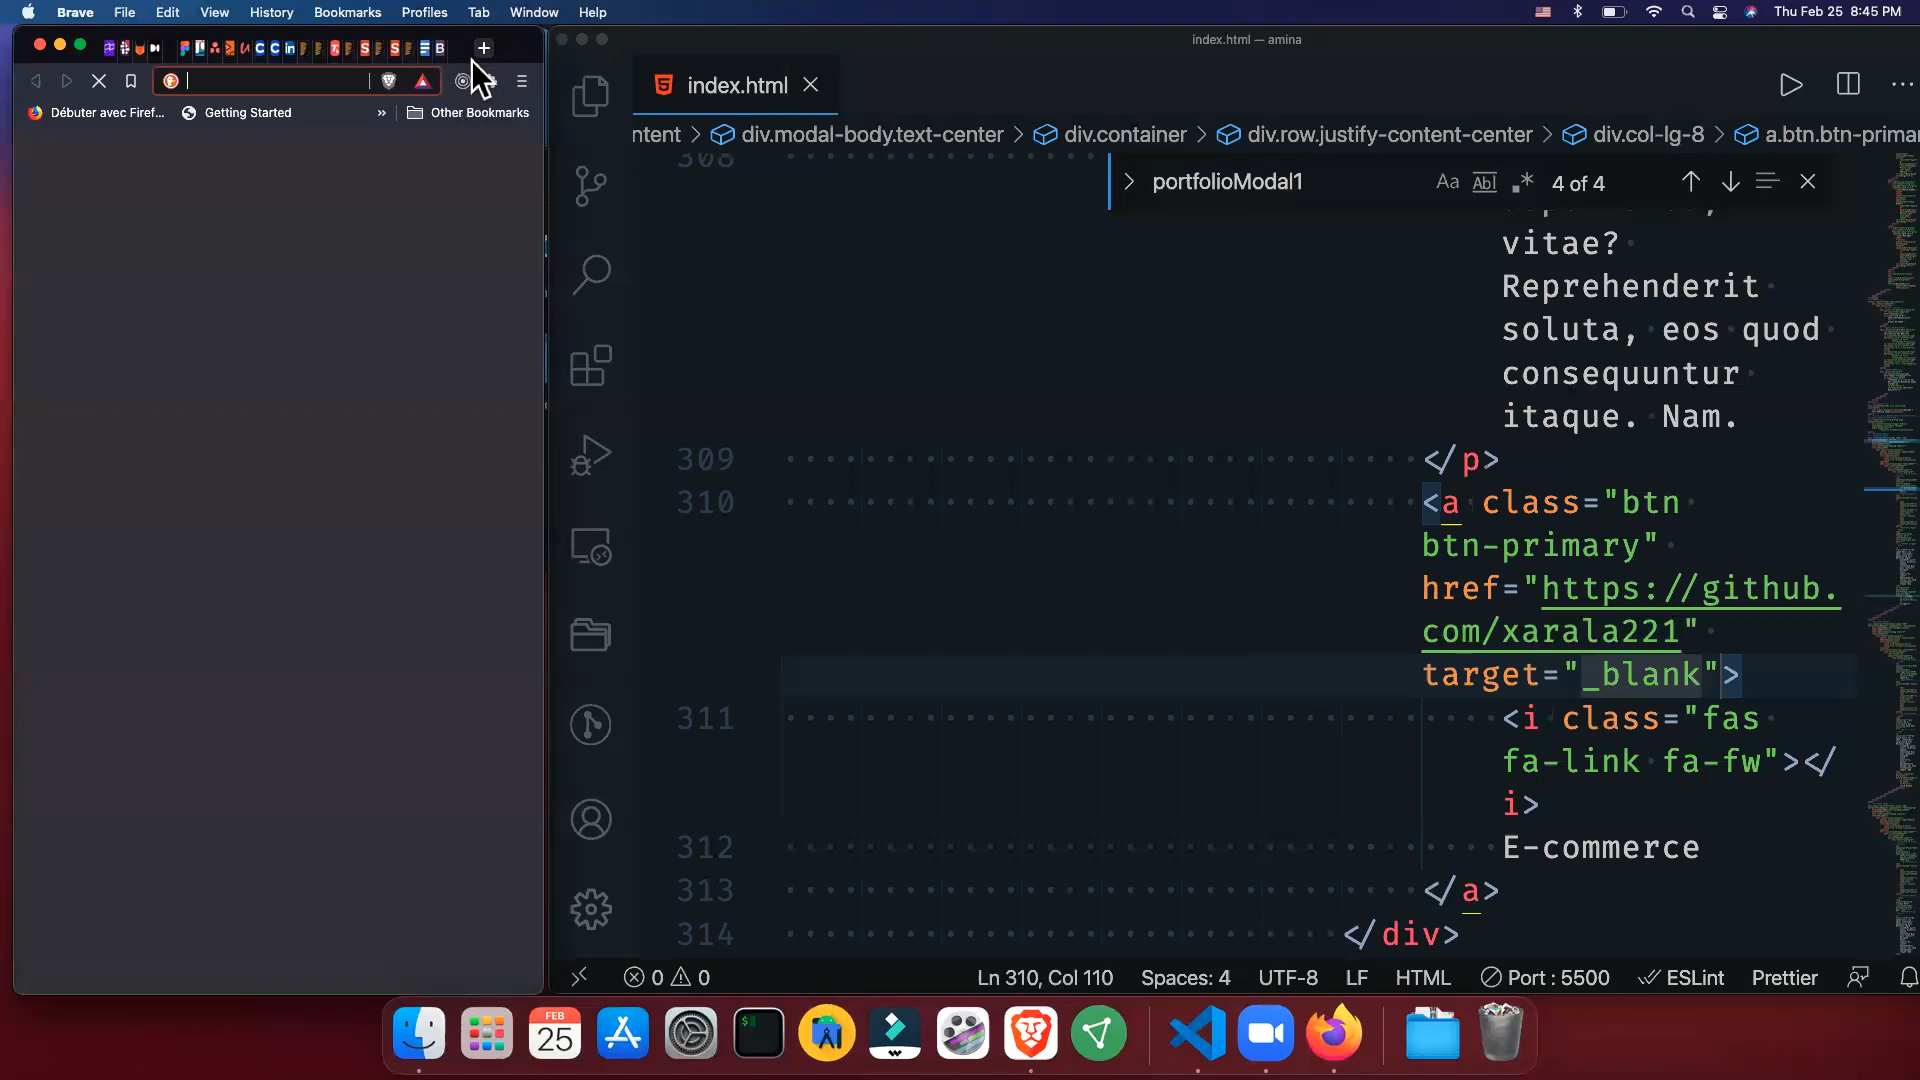 Brave File Edit View History Bookmarks Profiles Tab Window Help Thu Feb 25 8:45 PM
index.html — amina
index.html
Débuter avec Firef... Getting Started » Other Bookmarks
ntent > div.modal-body.text-center > div.container > div.row.justify-content-center > div.col-lg-8 > a.btn.btn-primar
308
portfolioModal1 Aa Abl .* 4 of 4
vitae?
Reprehenderit
soluta, eos quod
consequuntur
itaque. Nam.
309 </p>
310 <a class="btn
btn-primary"
href="https://github.
com/xarala221"
target="_blank">
311 <i class="fas
fa-link fa-fw"></
i>
312 E-commerce
313 </a>
314 </div>
0 0 Ln 310, Col 110 Spaces: 4 UTF-8 LF HTML Port : 5500 ESLint Prettier
FEB
25